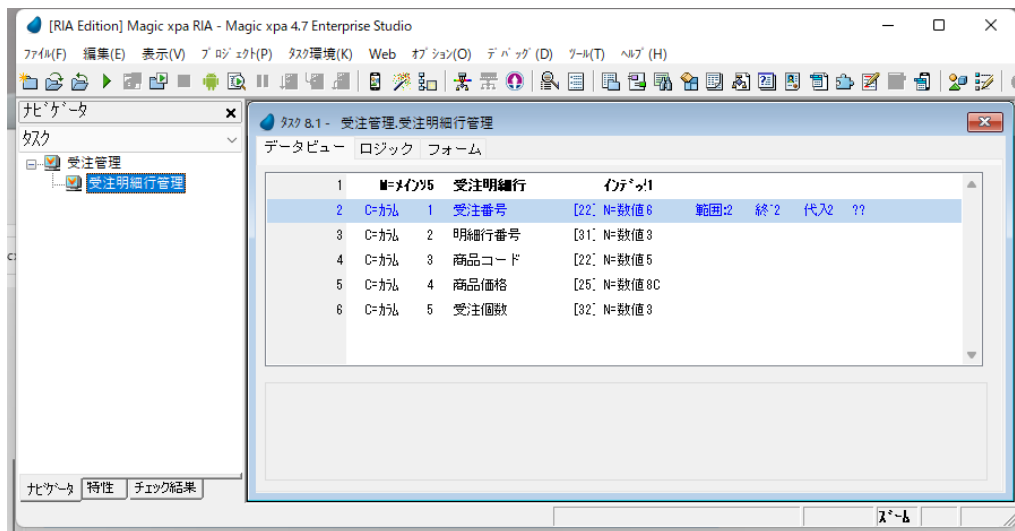 [RIA Edition] Magic xpa RIA - Magic xpa 4.7 Enterprise Studio
ファイル(F) 編集(E) 表示(V) プロジェクト(P) タスク環境(K) Web オプション(O) デバッグ(D) ツール(T) ヘルプ(H)
ナビゲータ
タスク
受注管理
受注明細行管理
タスク 8.1 - 受注管理.受注明細行管理
データビュー ロジック フォーム
1 M=メインソ5 受注明細行
2 C=カラム 1 受注番号 [22] N=数値 6 範囲:2 終:2 代入2 ??
3 C=カラム 2 明細行番号 [31] N=数値 3
4 C=カラム 3 商品コード [22] N=数値 5
5 C=カラム 4 商品価格 [25] N=数値 8C
6 C=カラム 5 受注個数 [32] N=数値 3
ナビゲータ 特性 チェック結果
ズーム